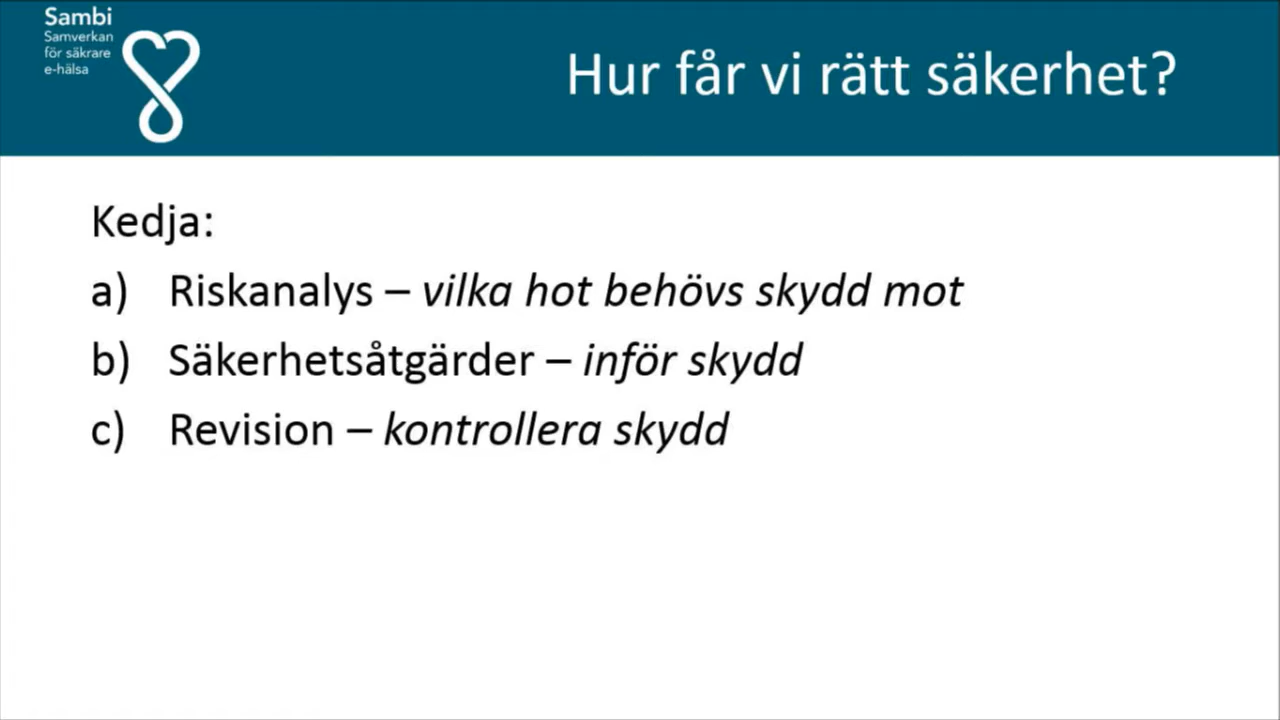 Sambi
Samverkan
för säkrare
e-hälsa
Hur får vi rätt säkerhet?
Kedja:
a) Riskanalys – vilka hot behövs skydd mot
b) Säkerhetsåtgärder – inför skydd
c) Revision – kontrollera skydd